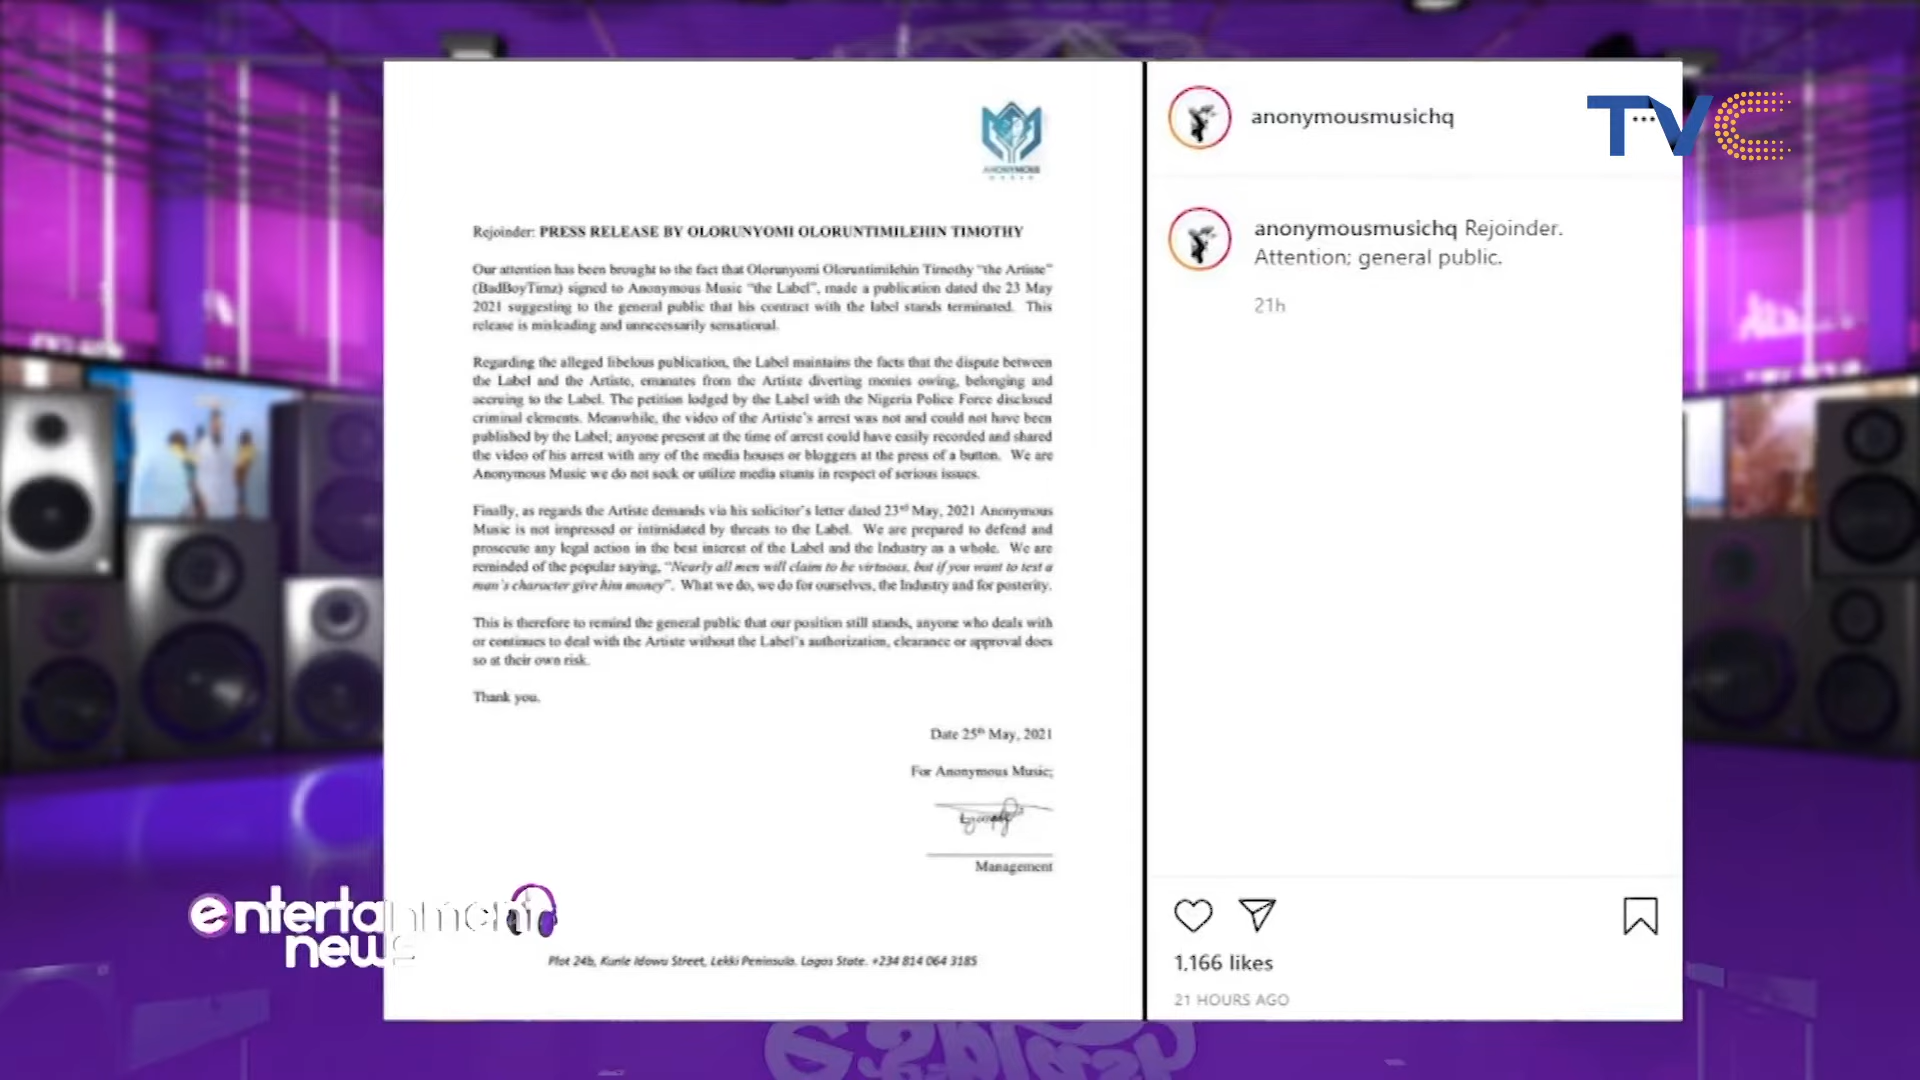 TVC
ANONYMOUS
Rejoinder: PRESS RELEASE BY OLORUNYOMI OLORUNTIMILEHIN TIMOTHY
Our attention has been brought to the fact that Olorunyomi Oloruntimilehin Timothy “the Artiste”
(BadBoyTimz) signed to Anonymous Music “the Label”, made a publication dated the 23 May
2021 suggesting to the general public that his contract with the label stands terminated. This
release is misleading and unnecessarily sensational.
Regarding the alleged libelous publication, the Label maintains the facts that the dispute between
the Label and the Artiste, emanates from the Artiste diverting monies owing, belonging and
accruing to the Label. The petition lodged by the Label with the Nigeria Police Force disclosed
criminal elements. Meanwhile, the video of the Artiste’s arrest was not and could not have been
published by the Label; anyone present at the time of arrest could have easily recorded and shared
the video of his arrest with any of the media houses or bloggers at the press of a button. We are
Anonymous Music we do not seek or utilize media stunts in respect of serious issues.
Finally, as regards the Artiste demands via his solicitor’s letter dated 23rd May, 2021 Anonymous
Music is not impressed or intimidated by threats to the Label. We are prepared to defend and
prosecute any legal action in the best interest of the Label and the Industry as a whole. We are
reminded of the popular saying, “Nearly all men will claim to be virtuous, but if you want to test a
man’s character give him money”. What we do, we do for ourselves, the Industry and for posterity.
This is therefore to remind the general public that our position still stands, anyone who deals with
or continues to deal with the Artiste without the Label’s authorization, clearance or approval does
so at their own risk.
Thank you.
Date 25th May, 2021
For Anonymous Music;
Management
Plot 24b, Kunle Idowu Street, Lekki Peninsula. Lagos State. +234 814 064 3185
anonymousmusichq
anonymousmusichq Rejoinder.
Attention; general public.
21h
1,166 likes
21 HOURS AGO
entertainment
news